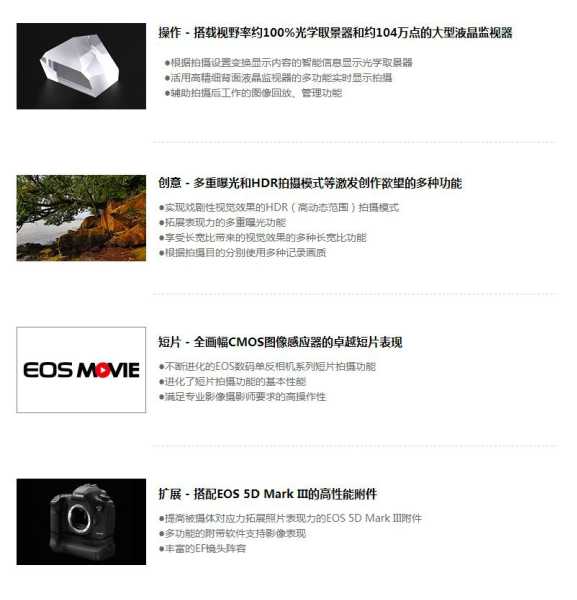 操作 - 搭载视野率约100%光学取景器和约104万点的大型液晶监视器
●根据拍摄设置变换显示内容的智能信息显示光学取景器
●活用高精细背面液晶监视器的多功能实时显示拍摄
●辅助拍摄后工作的图像回放、管理功能
创意 - 多重曝光和HDR拍摄模式等激发创作欲望的多种功能
●实现戏剧性视觉效果的HDR（高动态范围）拍摄模式
●拓展表现力的多重曝光功能
●享受长宽比带来的视觉效果的多种长宽比功能
●根据拍摄目的分别使用多种记录画质
EOS MOVIE
短片 - 全画幅CMOS图像感应器的卓越短片表现
●不断进化的EOS数码单反相机系列短片拍摄功能
●进化了短片拍摄功能的基本性能
●满足专业影像摄影师要求的高操作性
扩展 - 搭配EOS 5D Mark III的高性能附件
●提高被摄体对应力拓展照片表现力的EOS 5D Mark III附件
●多功能的附带软件支持影像表现
●丰富的EF镜头阵容